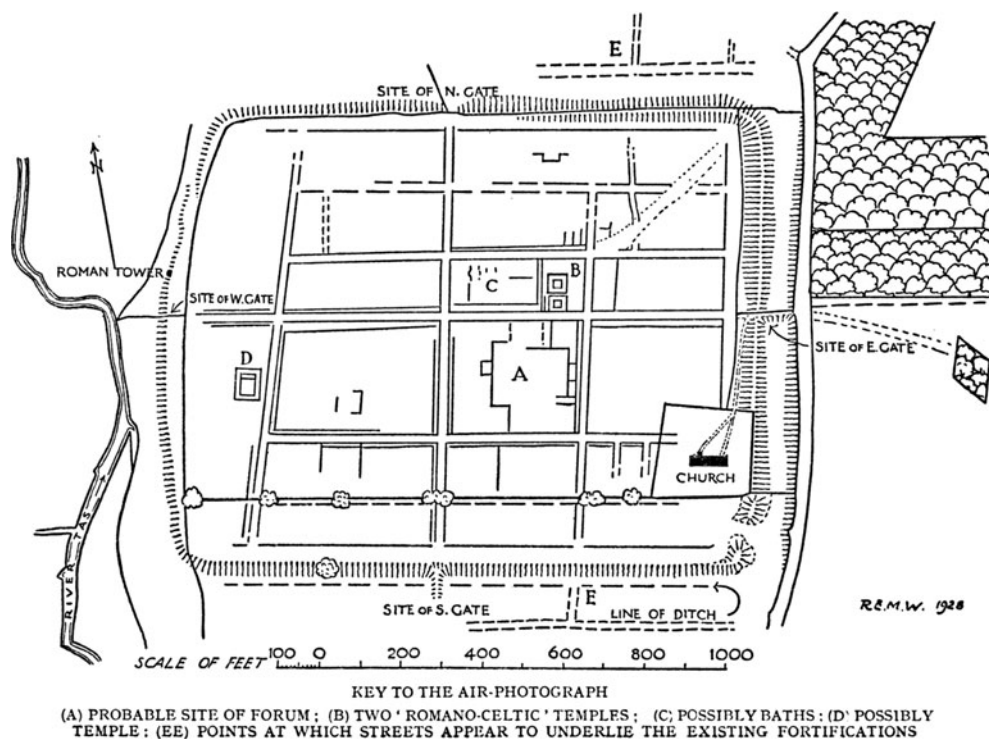 E
SITE OF N. GATE
N
ROMAN TOWER
SITE OF W. GATE
C
B
D
A
SITE OF E. GATE
CHURCH
RIVER TAS
SITE OF S. GATE
E
LINE OF DITCH
R.E.M.W. 1928
SCALE OF FEET 100 0 200 400 600 800 1000
KEY TO THE AIR-PHOTOGRAPH
(A) PROBABLE SITE OF FORUM; (B) TWO 'ROMANO-CELTIC' TEMPLES; (C) POSSIBLY BATHS: (D) POSSIBLY
TEMPLE: (EE) POINTS AT WHICH STREETS APPEAR TO UNDERLIE THE EXISTING FORTIFICATIONS